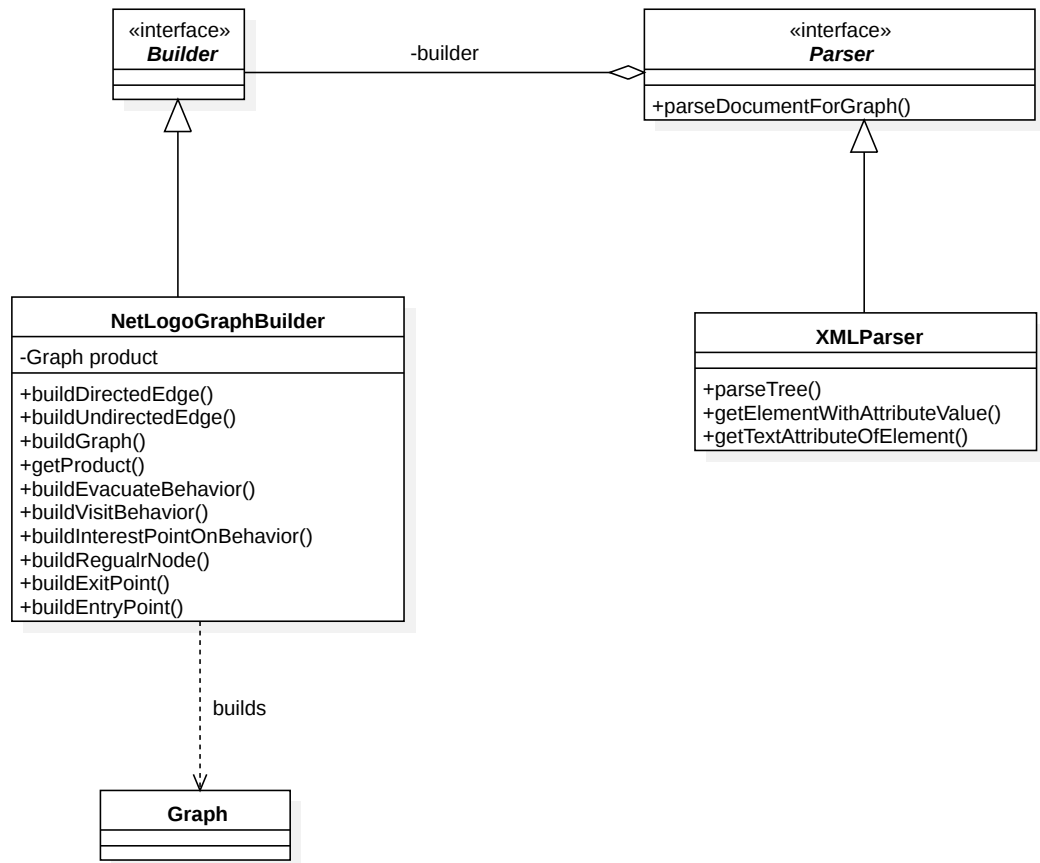 «interface»
Builder
-builder
«interface»
Parser
+parseDocumentForGraph()
NetLogoGraphBuilder
-Graph product
+buildDirectedEdge()
+buildUndirectedEdge()
+buildGraph()
+getProduct()
+buildEvacuateBehavior()
+buildVisitBehavior()
+buildInterestPointOnBehavior()
+buildRegualrNode()
+buildExitPoint()
+buildEntryPoint()
XMLParser
+parseTree()
+getElementWithAttributeValue()
+getTextAttributeOfElement()
builds
Graph